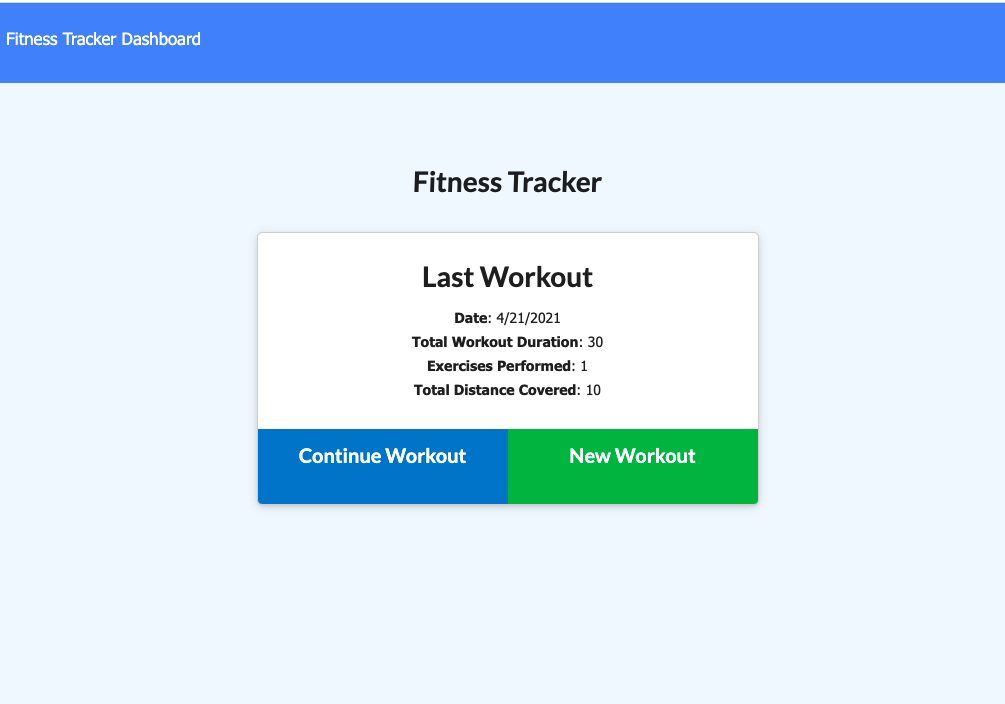 Fitness Tracker Dashboard
Fitness Tracker
Last Workout
Date: 4/21/2021
Total Workout Duration: 30
Exercises Performed: 1
Total Distance Covered: 10
Continue Workout
New Workout